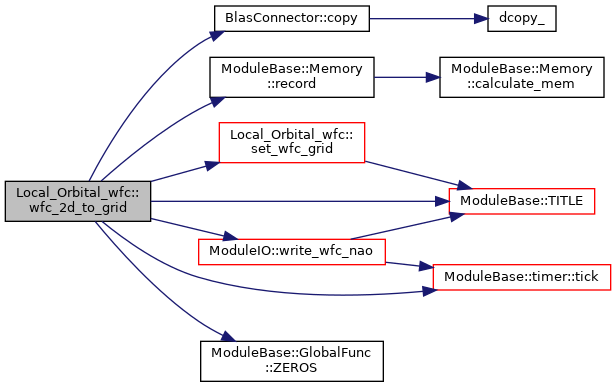 BlasConnector::copy
dcopy_
ModuleBase::Memory
::record
ModuleBase::Memory
::calculate_mem
Local_Orbital_wfc::
set_wfc_grid
Local_Orbital_wfc::
wfc_2d_to_grid
ModuleBase::TITLE
ModuleIO::write_wfc_nao
ModuleBase::timer::tick
ModuleBase::GlobalFunc
::ZEROS